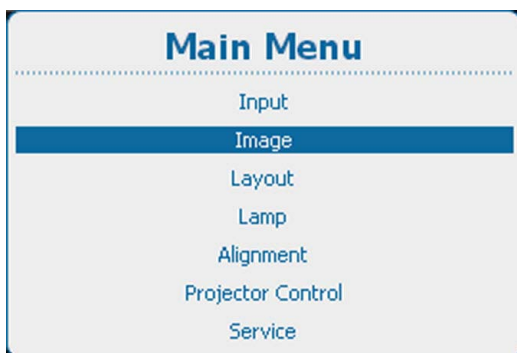 Main Menu
Input
Image
Layout
Lamp
Alignment
Projector Control
Service